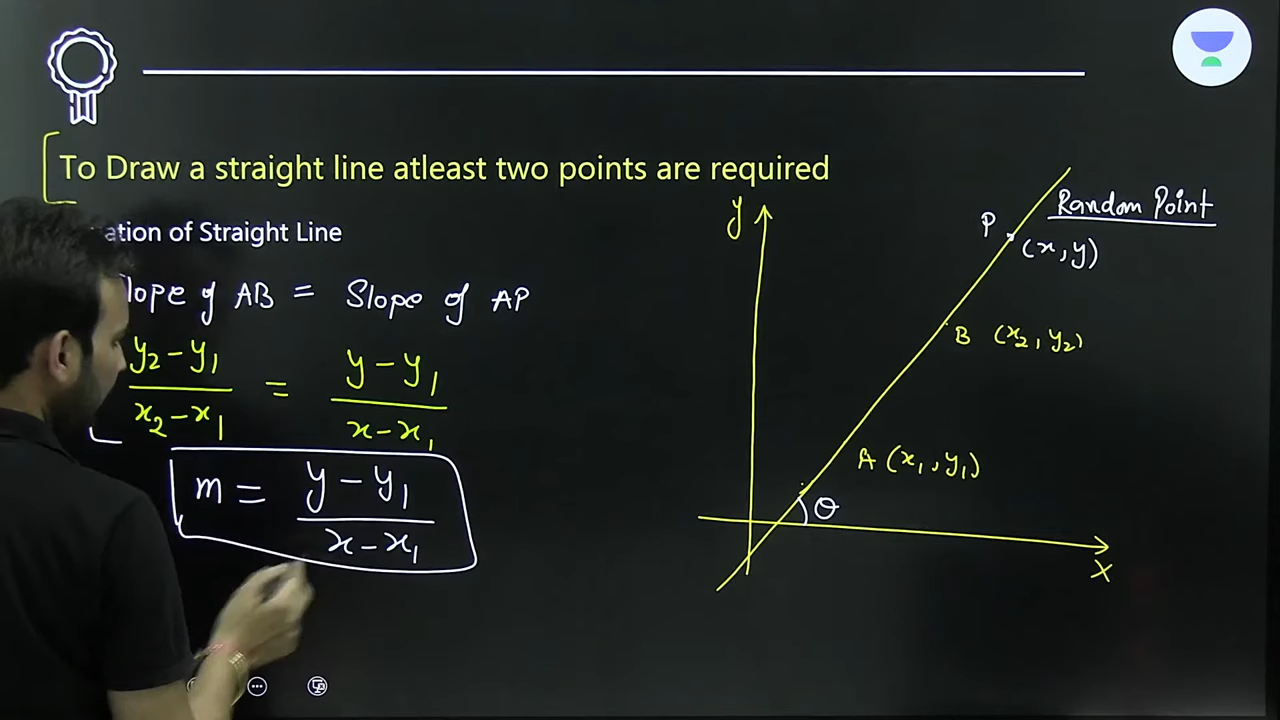 To Draw a straight line atleast two points are required
ation of Straight Line
lope of AB = Slope of AP
y₂-y₁/x₂-x₁ = y-y₁/x-x₁
m = y-y₁/x-x₁
y
Random Point
P
(x,y)
B (x₂,y₂)
A (x₁,y₁)
θ
x